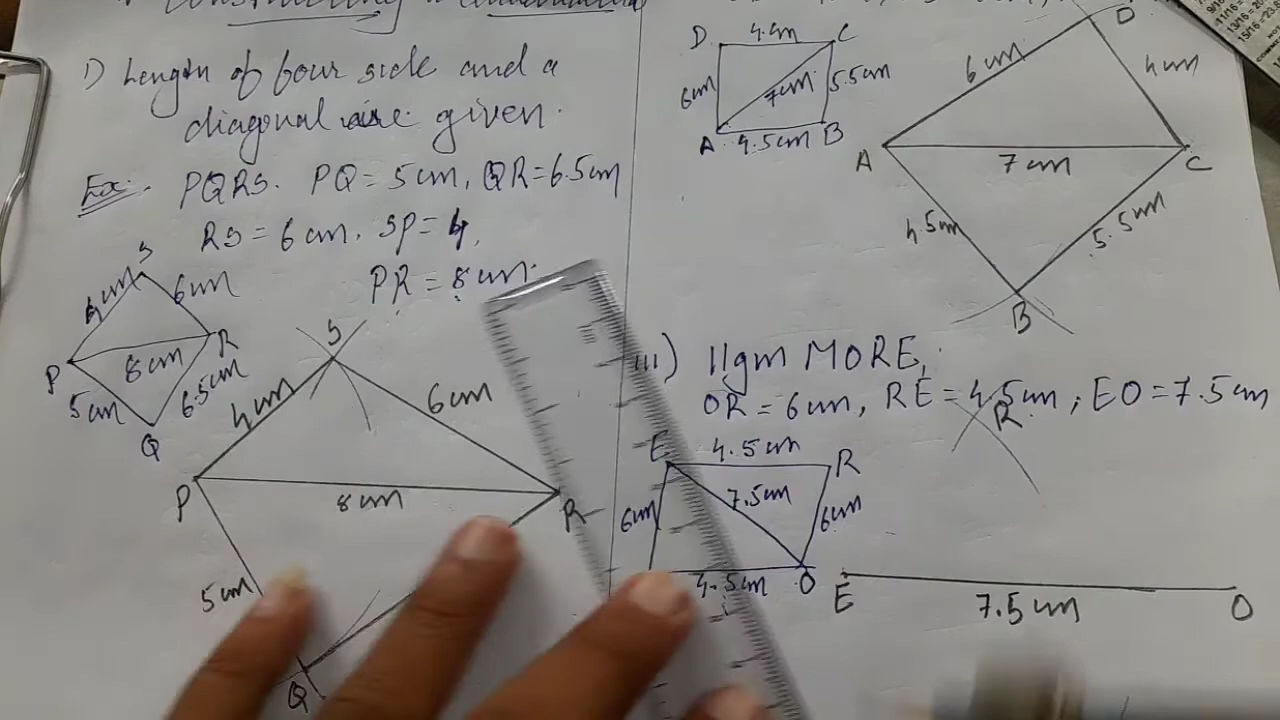 1) Length of four side and a
diagonal are given.
Ex:- PQRS. PQ = 5cm, QR = 6.5cm
RS = 6cm. SP = 4,
PR = 8cm.
S
4cm
6cm
P
8cm
R
5cm
6.5cm
Q
S
4cm
6cm
P
8cm
R
5cm
Q
D
4cm
C
6cm
7cm
5.5cm
A
4.5cm
B
D
6cm
4cm
A
7cm
C
4.5cm
5.5cm
B
iii) llgm MORE,
OR = 6cm, RE = 4.5cm, EO = 7.5cm
R
E
4.5cm
R
6cm
7.5cm
6cm
4.5cm
O
E
7.5cm
O